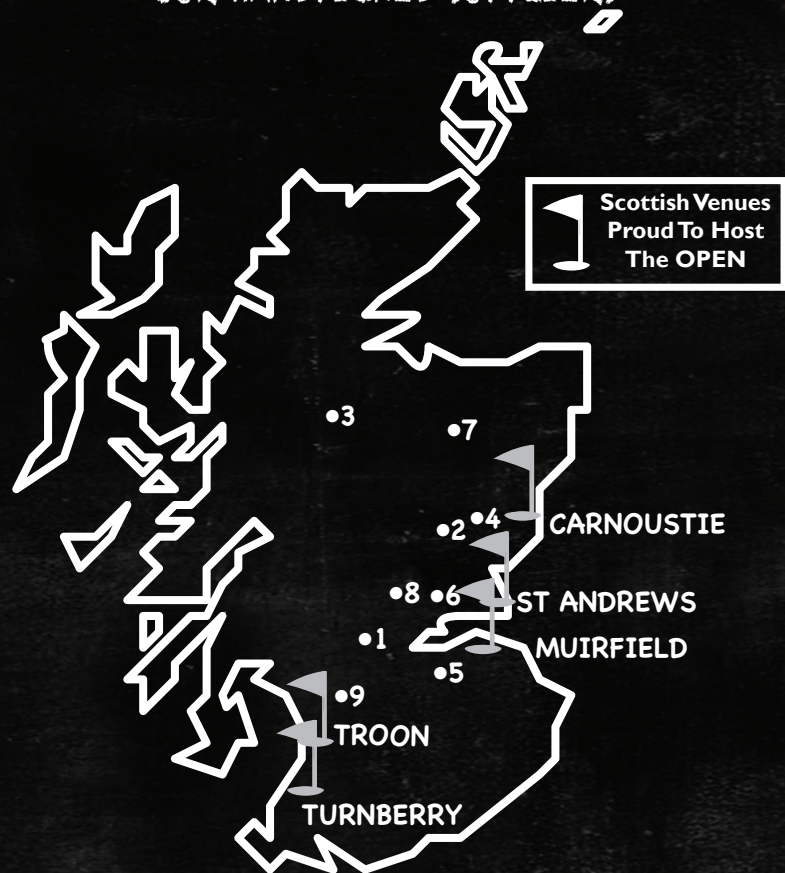 Scottish Venues
Proud To Host
The OPEN
3
7
4
CARNOUSTIE
2
8
6
ST ANDREWS
1
MUIRFIELD
5
9
TROON
TURNBERRY